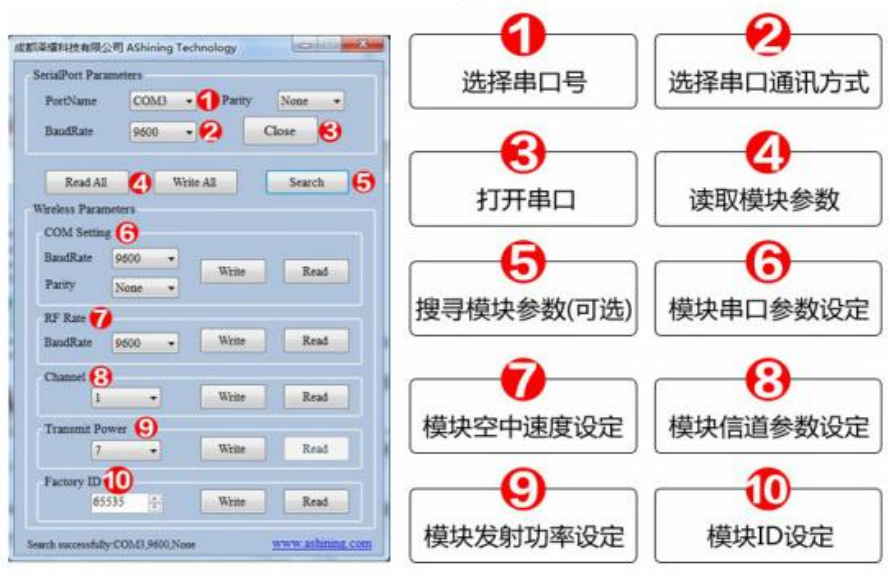 成都泽耀科技有限公司 AShining Technology
SerialPort Parameters
PortName COM3 1 Parity None
BaudRate 9600 2 Close 3
Read All 4 Write All Search 5
Wireless Parameters
COM Setting 6
BaudRate 9600
Parity None
Write Read
RF Rate 7
BaudRate 9600 Write Read
Channel 8
1 Write Read
Transmit Power 9
7 Write Read
Factory ID 10
65535 Write Read
Search successfully:COM3,9600,None www.ashining.com
1
选择串口号
2
选择串口通讯方式
3
打开串口
4
读取模块参数
5
搜寻模块参数(可选)
6
模块串口参数设定
7
模块空中速度设定
8
模块信道参数设定
9
模块发射功率设定
10
模块ID设定